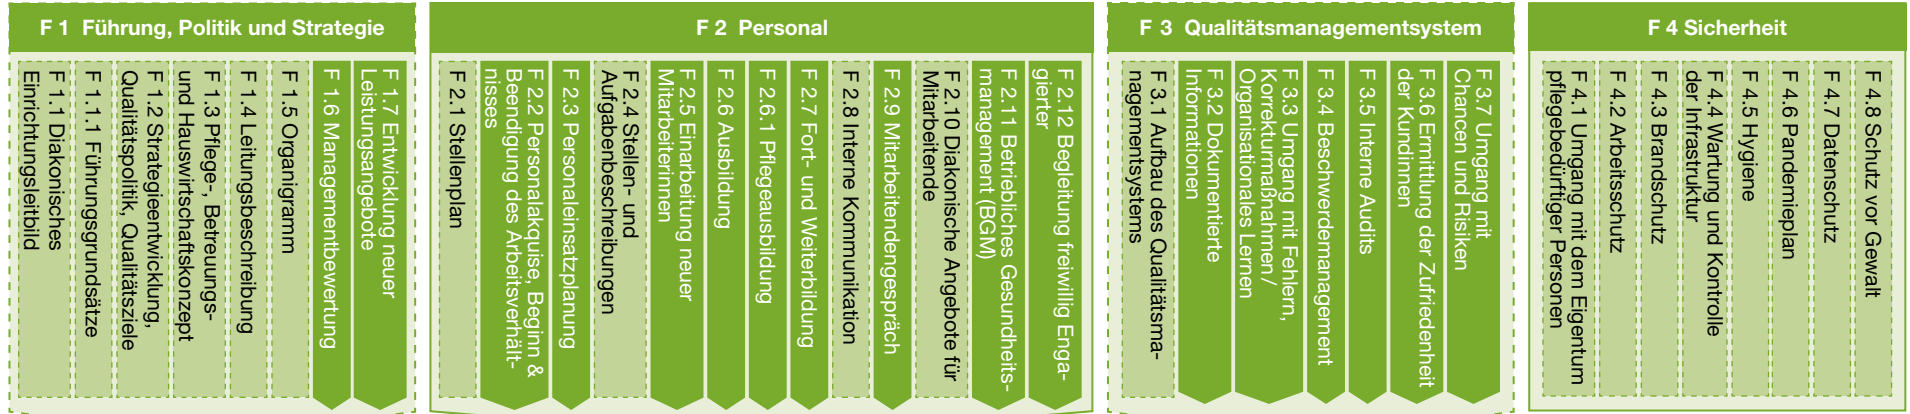 F 1 Führung, Politik und Strategie
F 1.1 Diakonisches
Einrichtungsleitbild
F 1.1.1 Führungsgrundsätze
F 1.2 Strategieentwicklung,
Qualitätspolitik, Qualitätsziele
F 1.3 Pflege-, Betreuungs-
und Hauswirtschaftskonzept
F 1.4 Leitungsbeschreibung
F 1.5 Organigramm
F 1.6 Managementbewertung
F 1.7 Entwicklung neuer
Leistungsangebote
F 2 Personal
F 2.1 Stellenplan
F 2.2 Personalakquise, Beginn &
Beendigung des Arbeitsverhält-
nisses
F 2.3 Personaleinsatzplanung
F 2.4 Stellen- und
Aufgabenbeschreibungen
F 2.5 Einarbeitung neuer
Mitarbeiterinnen
F 2.6 Ausbildung
F 2.6.1 Pflegeausbildung
F 2.7 Fort- und Weiterbildung
F 2.8 Interne Kommunikation
F 2.9 Mitarbeitendengespräch
F 2.10 Diakonische Angebote für
Mitarbeitende
F 2.11 Betriebliches Gesundheits-
management (BGM)
F 2.12 Begleitung freiwillig Enga-
gierter
F 3 Qualitätsmanagementsystem
F 3.1 Aufbau des Qualitätsma-
nagementsystems
F 3.2 Dokumentierte
Informationen
F 3.3 Umgang mit Fehlern,
Korrekturmaßnahmen /
Organisationales Lernen
F 3.4 Beschwerdemanagement
F 3.5 Interne Audits
F 3.6 Ermittlung der Zufriedenheit
der Kundinnen
F 3.7 Umgang mit
Chancen und Risiken
F 4 Sicherheit
F 4.1 Umgang mit dem Eigentum
pflegebedürftiger Personen
F 4.2 Arbeitsschutz
F 4.3 Brandschutz
F 4.4 Wartung und Kontrolle
der Infrastruktur
F 4.5 Hygiene
F 4.6 Pandemieplan
F 4.7 Datenschutz
F 4.8 Schutz vor Gewalt